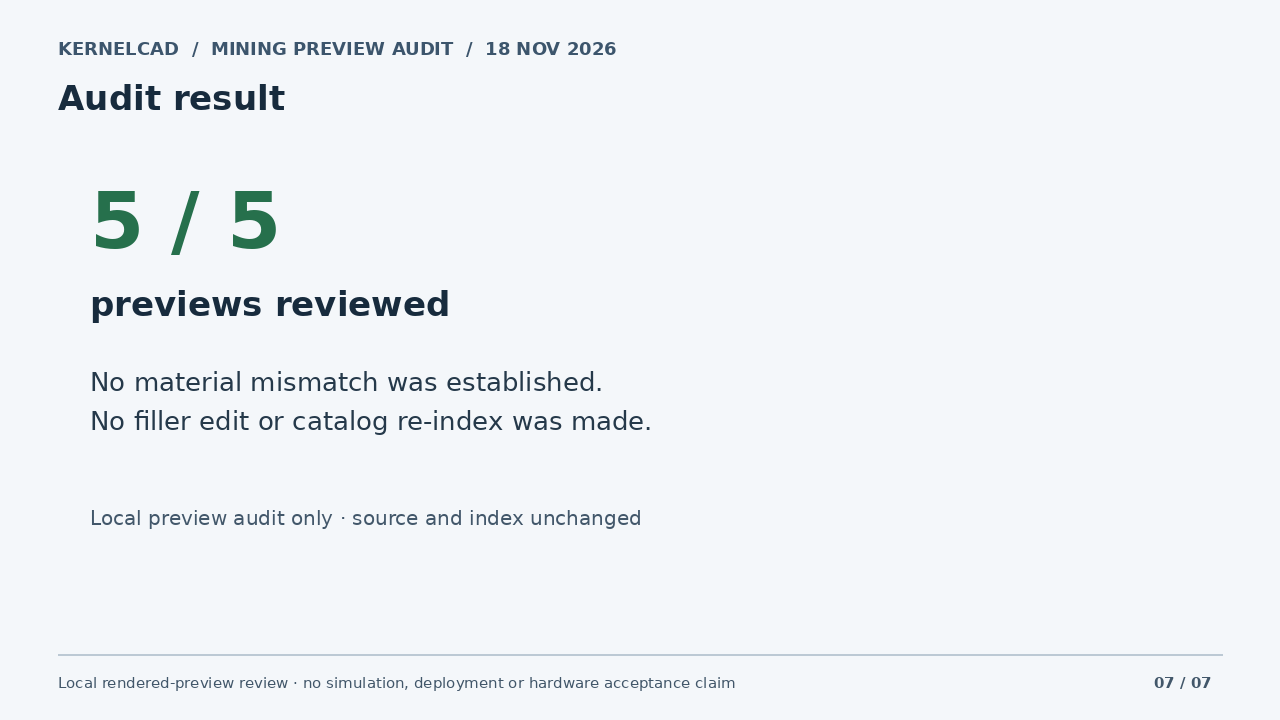 KERNELCAD / MINING PREVIEW AUDIT / 18 NOV 2026
Audit result
5 / 5
previews reviewed
No material mismatch was established.
No filler edit or catalog re-index was made.
Local preview audit only · source and index unchanged
Local rendered-preview review · no simulation, deployment or hardware acceptance claim
07 / 07